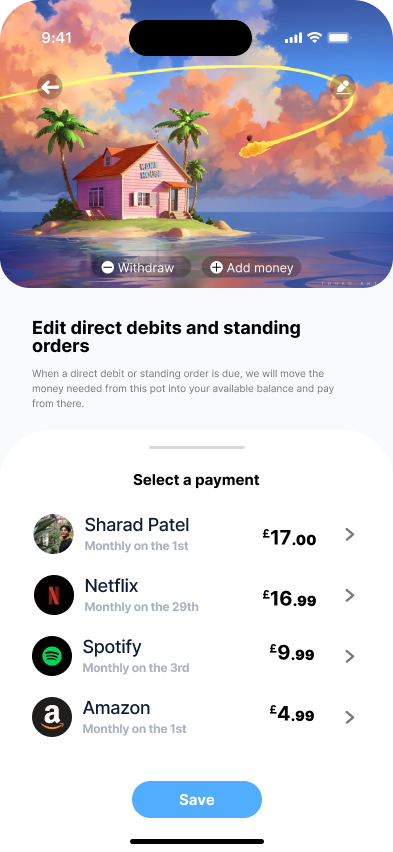 9:41
KAME
HOUSE
Withdraw
Add money
Edit direct debits and standing
orders
When a direct debit or standing order is due, we will move the
money needed from this pot into your available balance and pay
from there.
Select a payment
Sharad Patel
£17.00
Monthly on the 1st
Netflix
£16.99
Monthly on the 29th
Spotify
£9.99
Monthly on the 3rd
Amazon
£4.99
Monthly on the 1st
Save